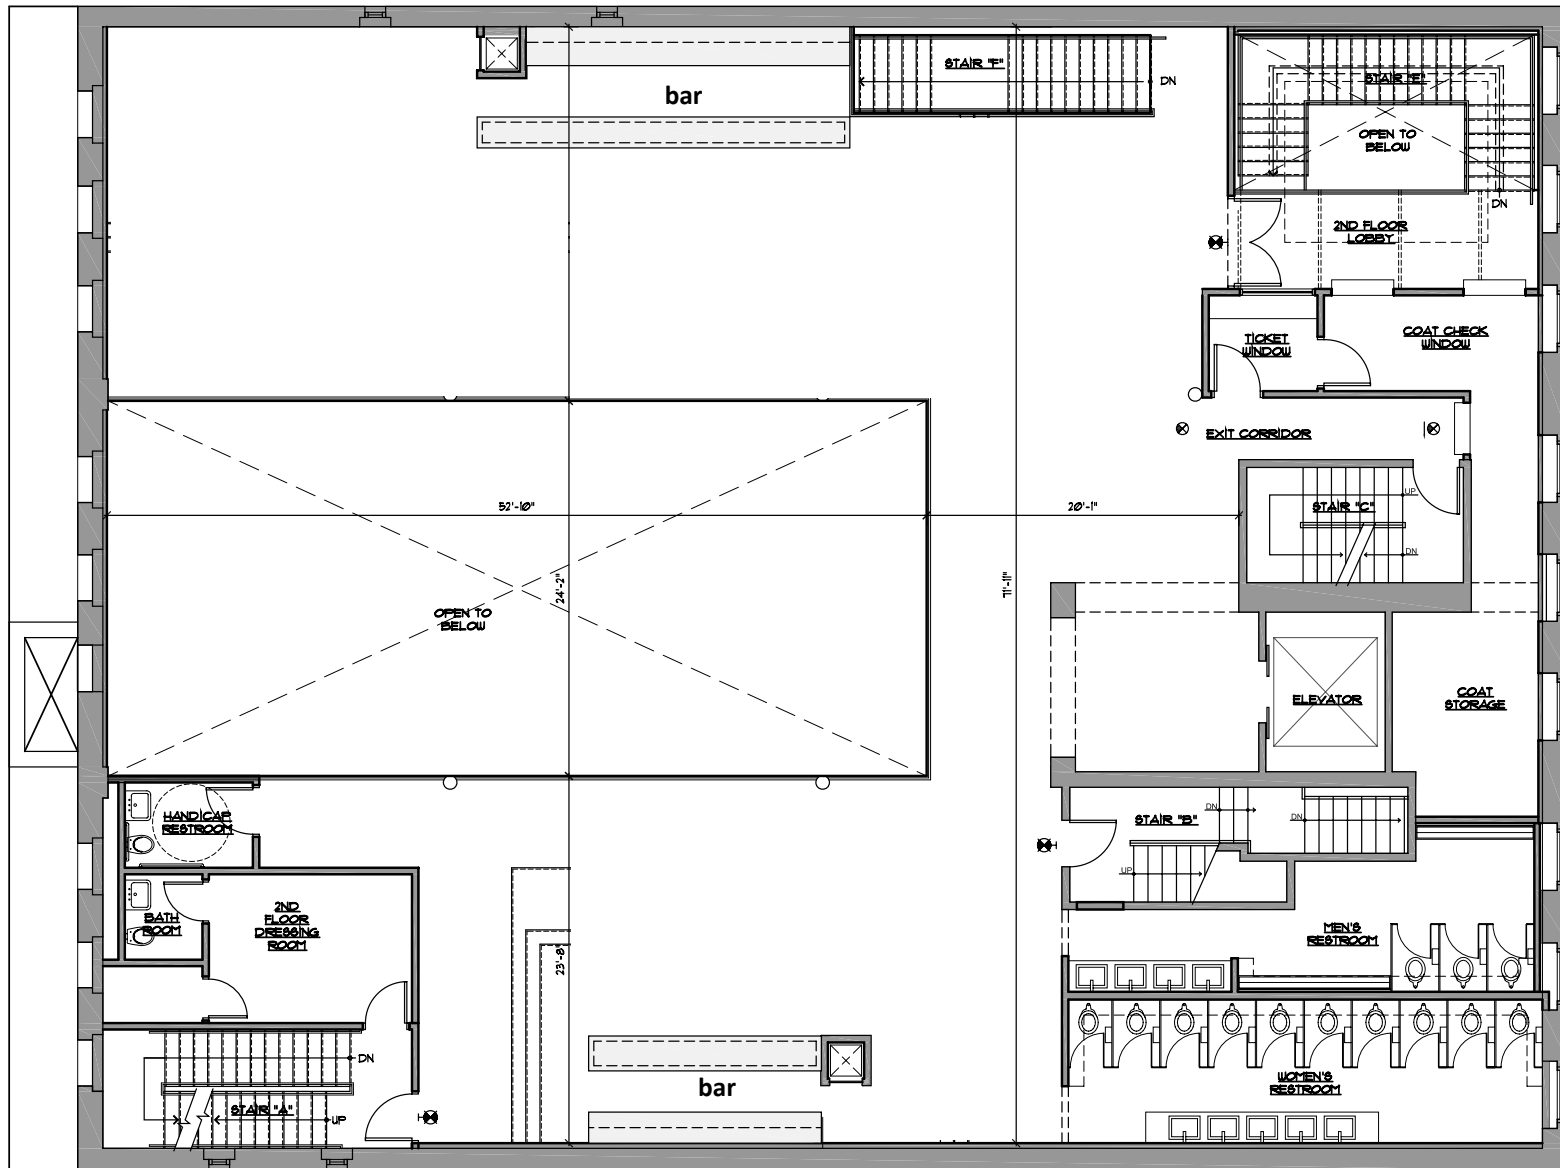 STAIR "F"
DN
bar
STAIR "E"
OPEN TO
BELOW
DN
2ND FLOOR
LOBBY
TICKET
WINDOW
COAT CHECK
WINDOW
EXIT CORRIDOR
UP
STAIR "C"
DN
52'-10"
20'-1"
24'-2"
71'-11"
OPEN TO
BELOW
ELEVATOR
COAT
STORAGE
HANDICAP
RESTROOM
DN
STAIR "B"
DN
UP
BATH
ROOM
2ND
FLOOR
DRESSING
ROOM
23'-8"
MEN'S
RESTROOM
DN
STAIR "A"
UP
bar
WOMEN'S
RESTROOM